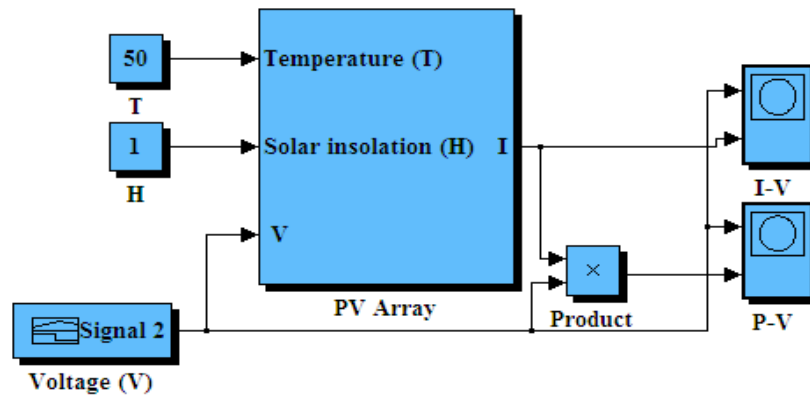 50
T
1
H
Temperature (T)
Solar insolation (H)
I
V
PV Array
Signal 2
Voltage (V)
×
Product
I-V
P-V